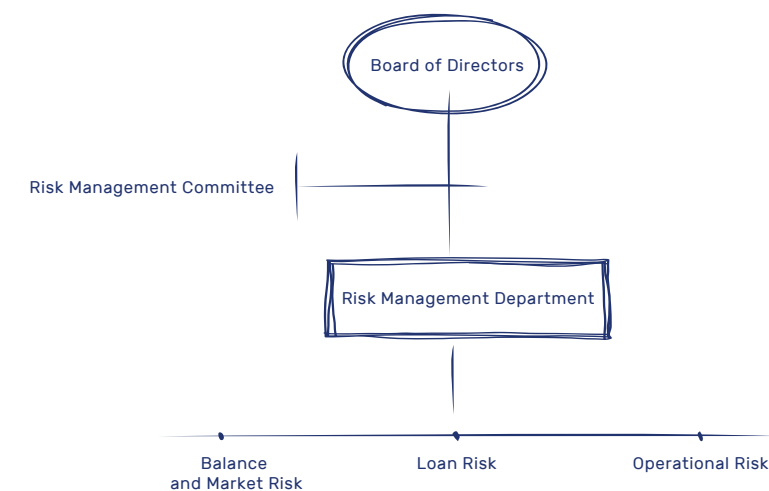 Board of Directors
Risk Management Committee
Risk Management Department
Balance
and Market Risk
Loan Risk
Operational Risk